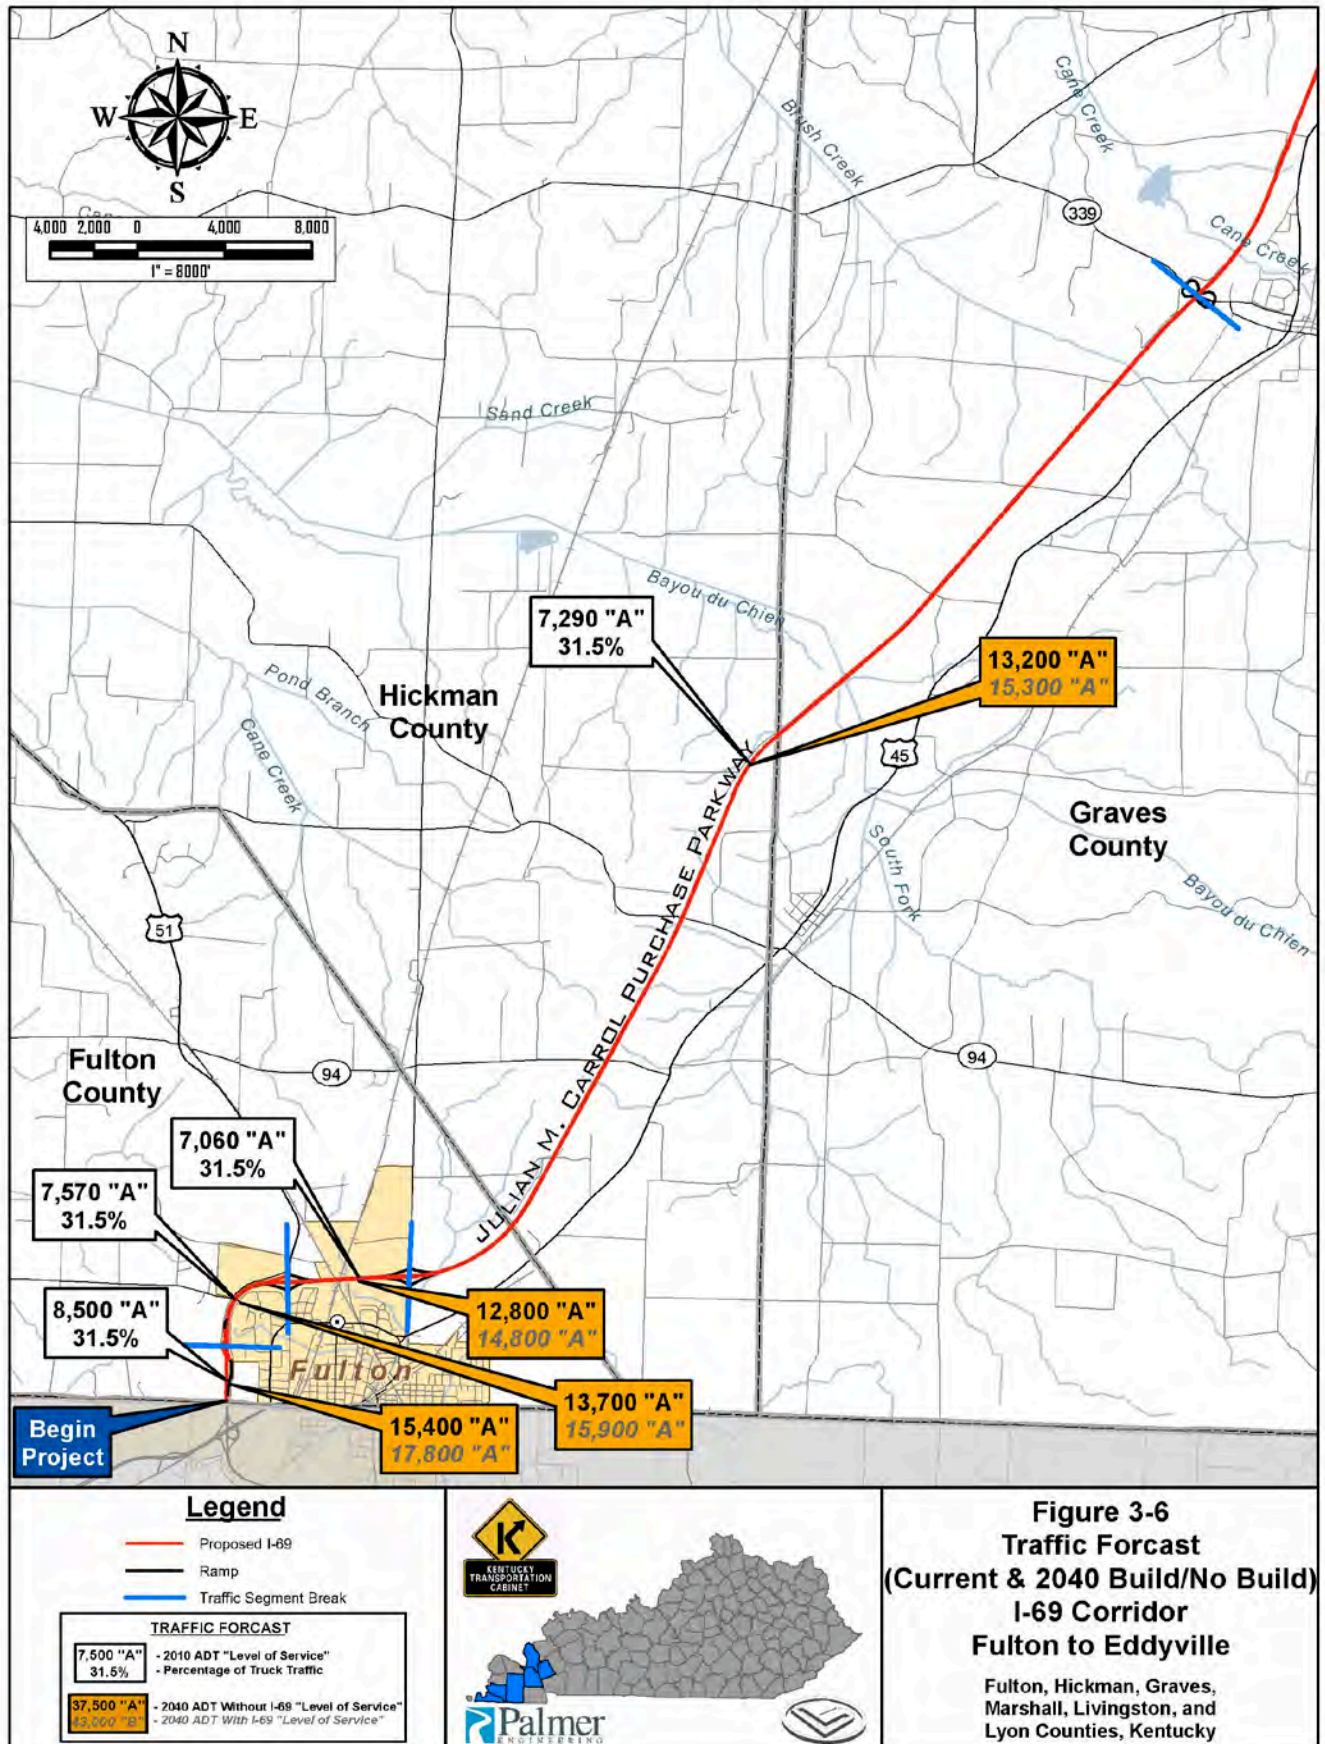 N
W
E
S
4,000 2,000 0 4,000 8,000
1" = 8000'
Brush Creek
Cane Creek
339
Cane Creek
Sand Creek
Bayou du Chien
7,290 "A"
31.5%
13,200 "A"
15,300 "A"
Pond Branch
Hickman
County
Cane Creek
45
JULIAN M. CARROL PURCHASE PARKWAY
Graves
County
South Fork
Bayou du Chien
51
Fulton
County
94
94
7,060 "A"
31.5%
7,570 "A"
31.5%
8,500 "A"
31.5%
12,800 "A"
14,800 "A"
Fulton
13,700 "A"
15,900 "A"
15,400 "A"
17,800 "A"
Begin
Project
Legend
Proposed I-69
Ramp
Traffic Segment Break
TRAFFIC FORCAST
7,500 "A" - 2010 ADT "Level of Service"
31.5% - Percentage of Truck Traffic
37,500 "A" - 2040 ADT Without I-69 "Level of Service"
43,000 "B" - 2040 ADT With I-69 "Level of Service"
K
KENTUCKY
TRANSPORTATION
CABINET
Palmer
ENGINEERING
Figure 3-6
Traffic Forcast
(Current & 2040 Build/No Build)
I-69 Corridor
Fulton to Eddyville
Fulton, Hickman, Graves,
Marshall, Livingston, and
Lyon Counties, Kentucky